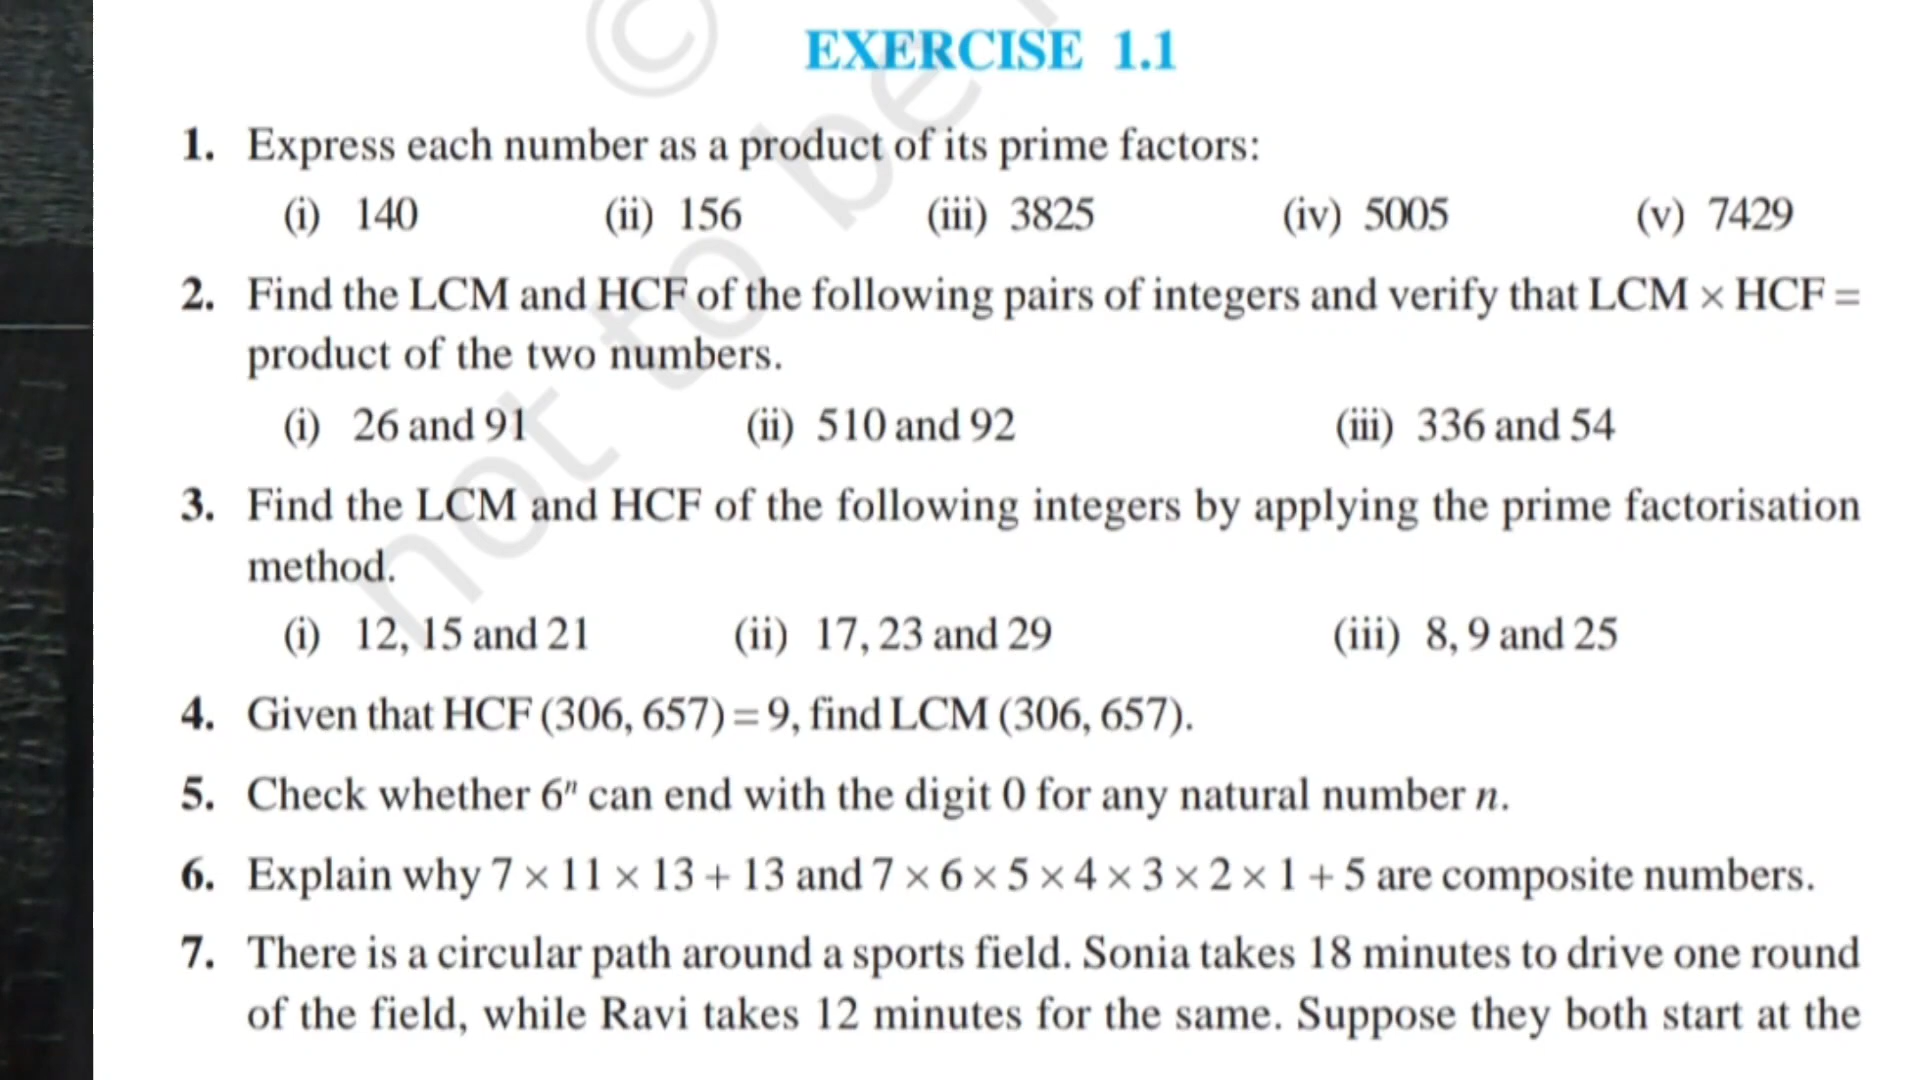 EXERCISE 1.1
1. Express each number as a product of its prime factors:
(i) 140 (ii) 156 (iii) 3825 (iv) 5005 (v) 7429
2. Find the LCM and HCF of the following pairs of integers and verify that LCM × HCF =
product of the two numbers.
(i) 26 and 91 (ii) 510 and 92 (iii) 336 and 54
3. Find the LCM and HCF of the following integers by applying the prime factorisation
method.
(i) 12, 15 and 21 (ii) 17, 23 and 29 (iii) 8, 9 and 25
4. Given that HCF (306, 657) = 9, find LCM (306, 657).
5. Check whether 6ⁿ can end with the digit 0 for any natural number n.
6. Explain why 7 × 11 × 13 + 13 and 7 × 6 × 5 × 4 × 3 × 2 × 1 + 5 are composite numbers.
7. There is a circular path around a sports field. Sonia takes 18 minutes to drive one round
of the field, while Ravi takes 12 minutes for the same. Suppose they both start at the
©
not to be